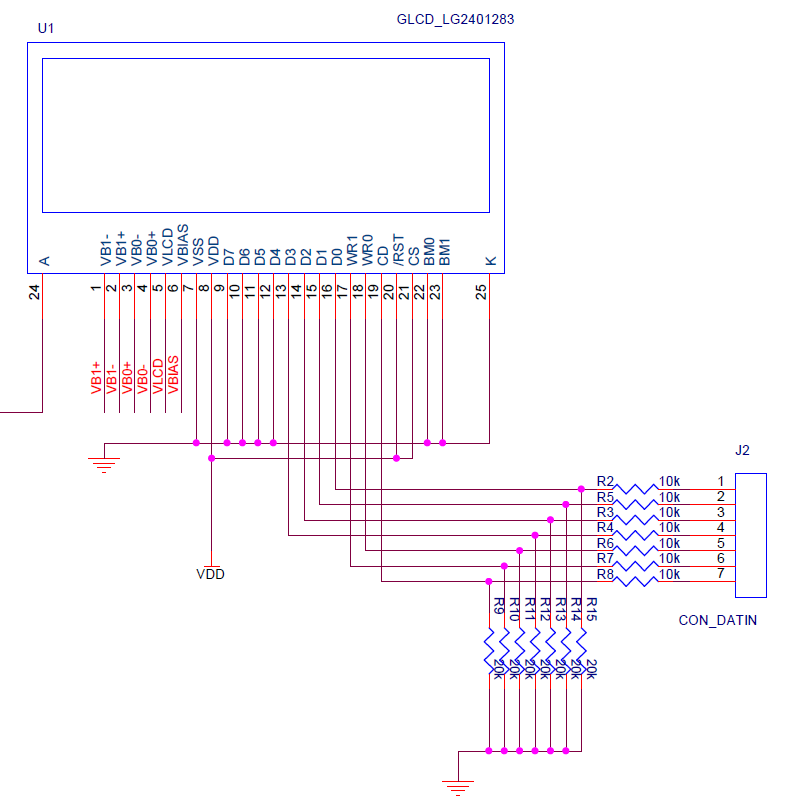 U1
GLCD_LG2401283
A
VB1-
VB1+
VB0-
VB0+
VLCD
VBIAS
VSS
VDD
D7
D6
D5
D4
D3
D2
D1
D0
WR1
WR0
CD
/RST
CS
BM0
BM1
K
24
1
2
3
4
5
6
7
8
9
10
11
12
13
14
15
16
17
18
19
20
21
22
23
25
VB1+
VB1-
VB0+
VB0-
VLCD
VBIAS
VDD
J2
R2 10k 1
R5 10k 2
R3 10k 3
R4 10k 4
R6 10k 5
R7 10k 6
R8 10k 7
CON_DATIN
R9
R10
R11
R12
R13
R14
R15
20k
20k
20k
20k
20k
20k
20k